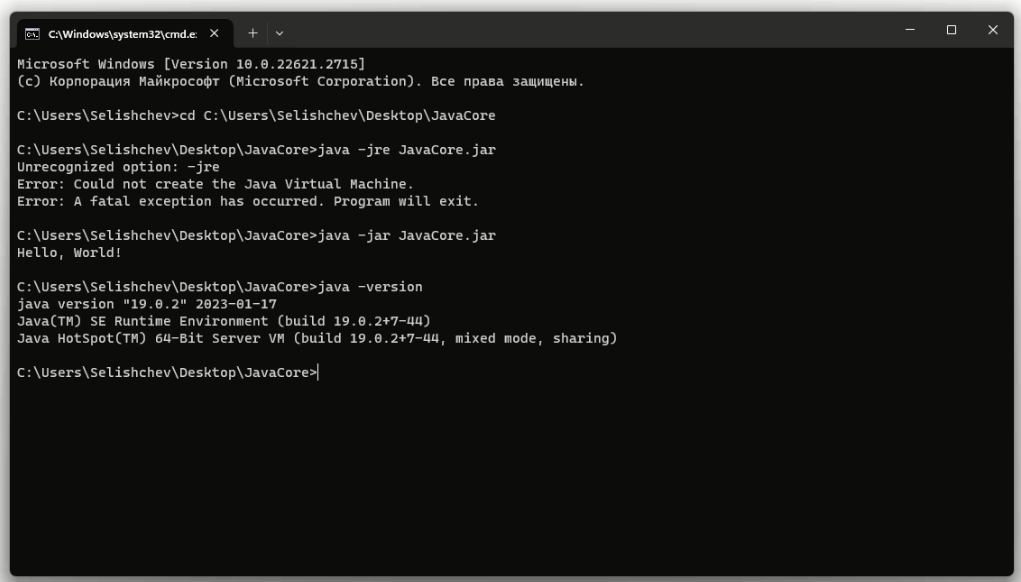 C:\Windows\system32\cmd.e:
Microsoft Windows [Version 10.0.22621.2715]
(c) Корпорация Майкрософт (Microsoft Corporation). Все права защищены.
C:\Users\Selishchev>cd C:\Users\Selishchev\Desktop\JavaCore
C:\Users\Selishchev\Desktop\JavaCore>java -jre JavaCore.jar
Unrecognized option: -jre
Error: Could not create the Java Virtual Machine.
Error: A fatal exception has occurred. Program will exit.
C:\Users\Selishchev\Desktop\JavaCore>java -jar JavaCore.jar
Hello, World!
C:\Users\Selishchev\Desktop\JavaCore>java -version
java version "19.0.2" 2023-01-17
Java(TM) SE Runtime Environment (build 19.0.2+7-44)
Java HotSpot(TM) 64-Bit Server VM (build 19.0.2+7-44, mixed mode, sharing)
C:\Users\Selishchev\Desktop\JavaCore>